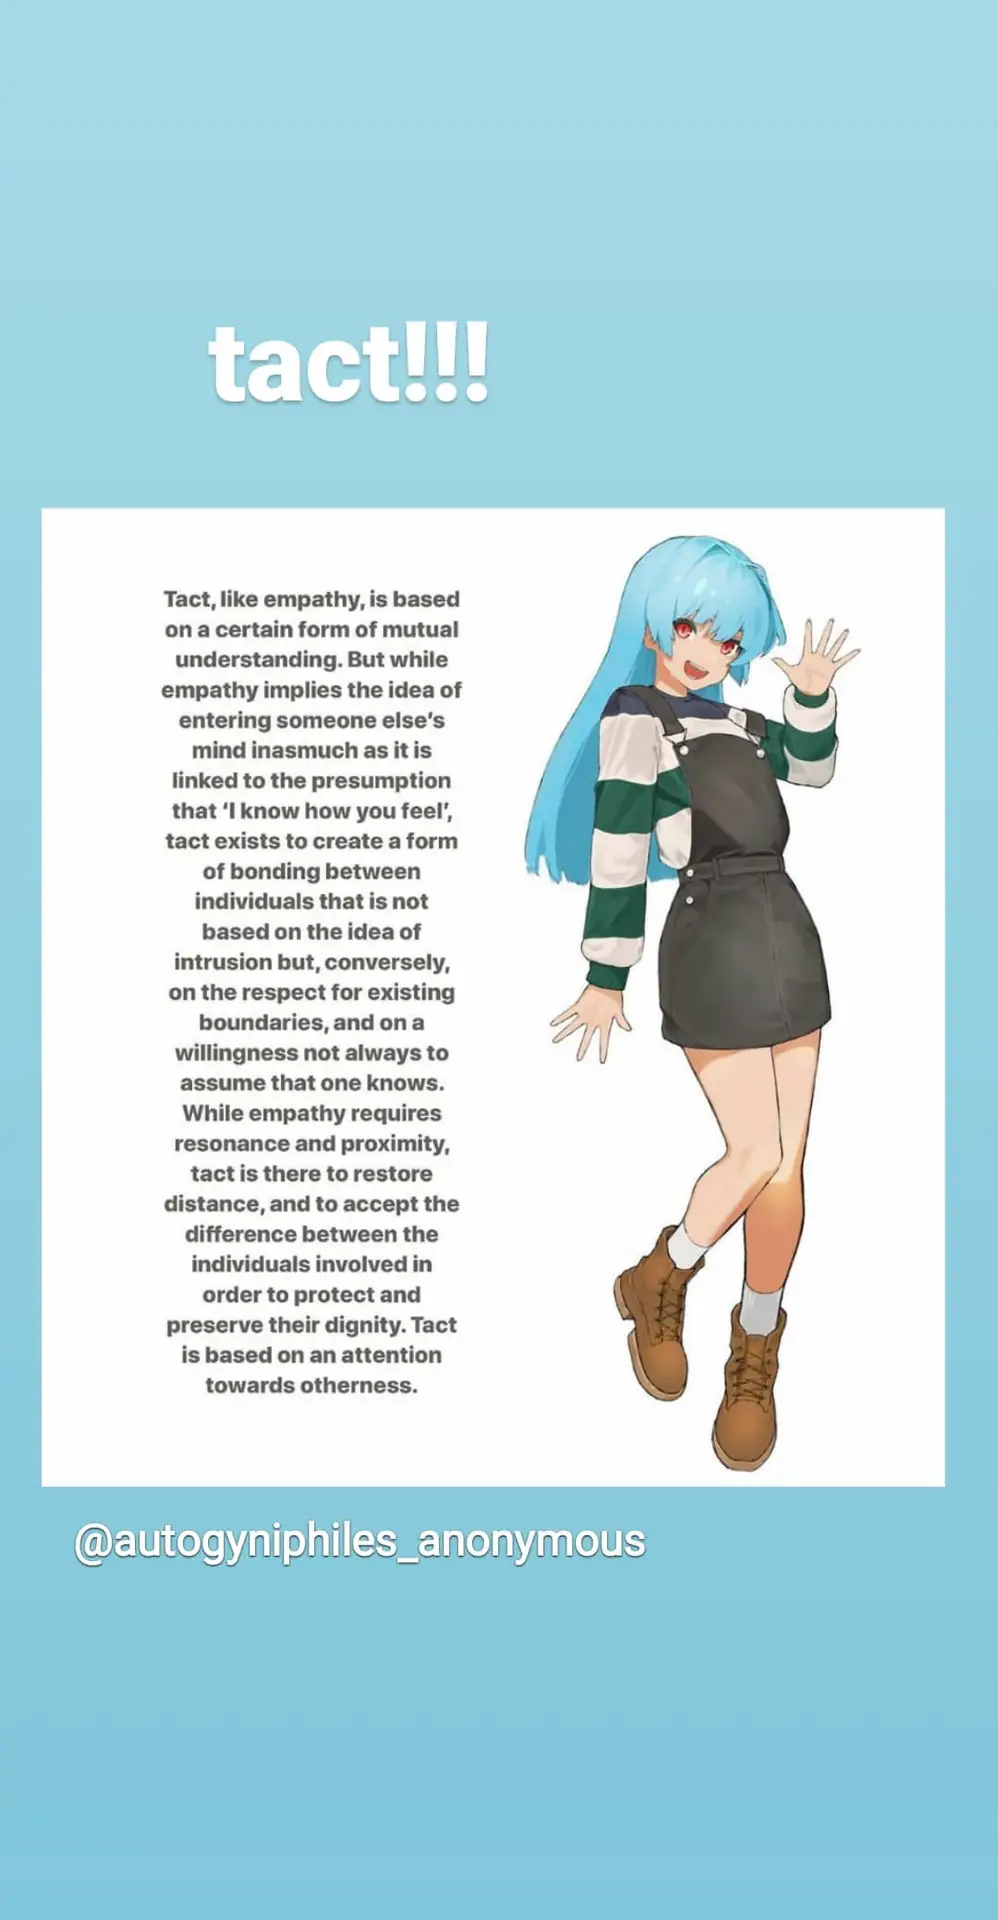 tact!!!
Tact, like empathy, is based
on a certain form of mutual
understanding. But while
empathy implies the idea of
entering someone else’s
mind inasmuch as it is
linked to the presumption
that ‘I know how you feel’,
tact exists to create a form
of bonding between
individuals that is not
based on the idea of
intrusion but, conversely,
on the respect for existing
boundaries, and on a
willingness not always to
assume that one knows.
While empathy requires
resonance and proximity,
tact is there to restore
distance, and to accept the
difference between the
individuals involved in
order to protect and
preserve their dignity. Tact
is based on an attention
towards otherness.
@autogyniphiles_anonymous